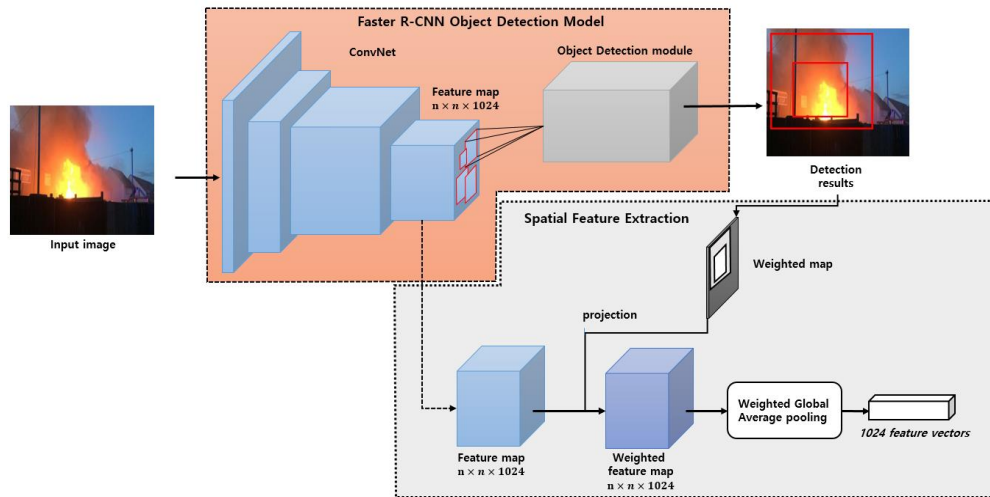 Faster R-CNN Object Detection Model
ConvNet
Object Detection module
Feature map
n × n × 1024
Input image
Detection
results
Spatial Feature Extraction
Weighted map
projection
Weighted Global
Average pooling
1024 feature vectors
Feature map
n × n × 1024
Weighted
feature map
n × n × 1024